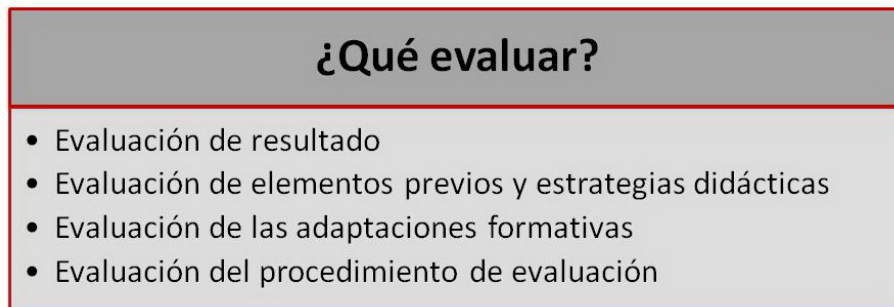 ¿Qué evaluar?
• Evaluación de resultado
• Evaluación de elementos previos y estrategias didácticas
• Evaluación de las adaptaciones formativas
• Evaluación del procedimiento de evaluación